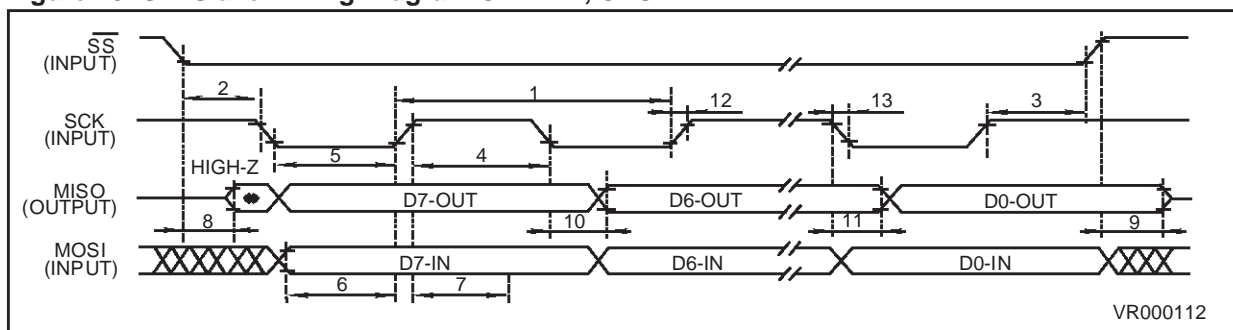 SS
(INPUT)
2
1
12
13
3
SCK
(INPUT)
5
4
HIGH-Z
MISO
(OUTPUT)
D7-OUT
D6-OUT
D0-OUT
8
10
11
9
MOSI
(INPUT)
D7-IN
D6-IN
D0-IN
6
7
VR000112